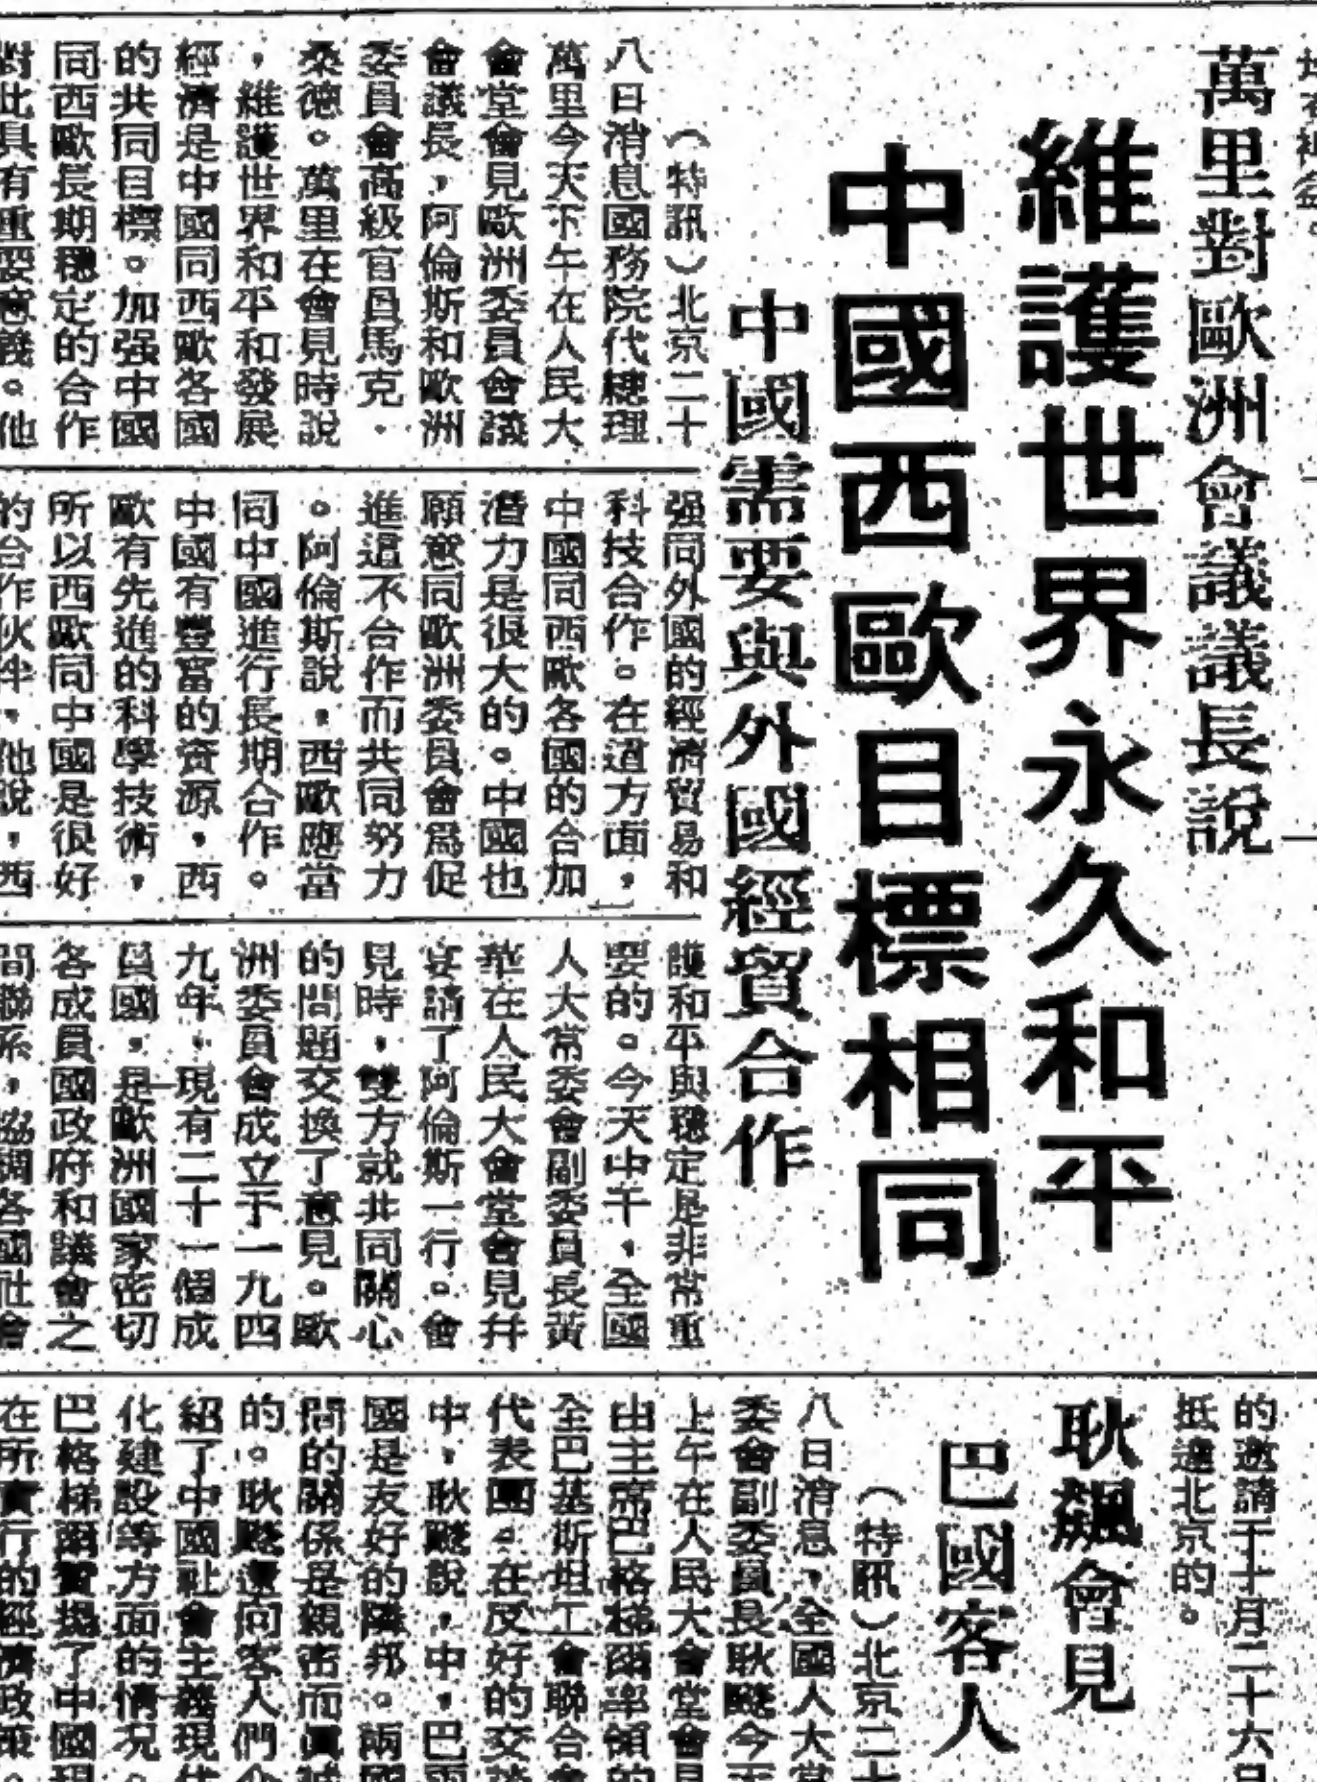 萬里對歐洲會議議長説
維護世界永久和平
中國西歐目標相同
中國需要與外國經貿合作
（特訊）北京二十
八日消息國務院代總理
萬里今天下午在人民大
會堂會見歐洲委員會議
會議長，阿倫斯和歐洲
委員會高級官員馬克·
桑德。萬里在會見時説
，維護世界和平和發展
經濟是中國同西歐各國
的共同目標。加强中國
同西歐長期穩定的合作
對此具有重要意義。他
强同外國的經濟貿易和
科技合作。在這方面，
中國同西歐各國的合加
潛力是很大的。中國也
願意同歐洲委員會爲促
進這不合作而共同努力
。阿倫斯説，西歐應當
同中國進行長期合作。
中國有豐富的資源，西
歐有先進的科學技術，
所以西歐同中國是很好
的合作伙伴，他説，西
護和平與穩定是非常重
要的。今天中午，全國
人大常委會副委員長黃
華在人民大會堂會見幷
宴請了阿倫斯一行。會
見時，雙方就共同關心
的問題交換了意見。歐
洲委員會成立于一九四
九年，現有二十一個成
員國，是歐洲國家密切
各成員國政府和議會之
間聯系，協調各國社會
的邀請于十月二十六日
抵達北京的。
耿飈會見
巴國客人
（特訊）北京二十
八日消息，全國人大常
委會副委員長耿飈今天
上午在人民大會堂會見
由主席巴格梯爾率領的
全巴基斯坦工會聯合會
代表團。在友好的交談
中，耿飈説，中，巴兩
國是友好的隣邦。兩國
間的關係是親密而真誠
的。耿飈還向客人們介
紹了中國社會主義現代
化建設等方面的情况。
巴格梯爾贊揚了中國現
在所實行的經濟政策。